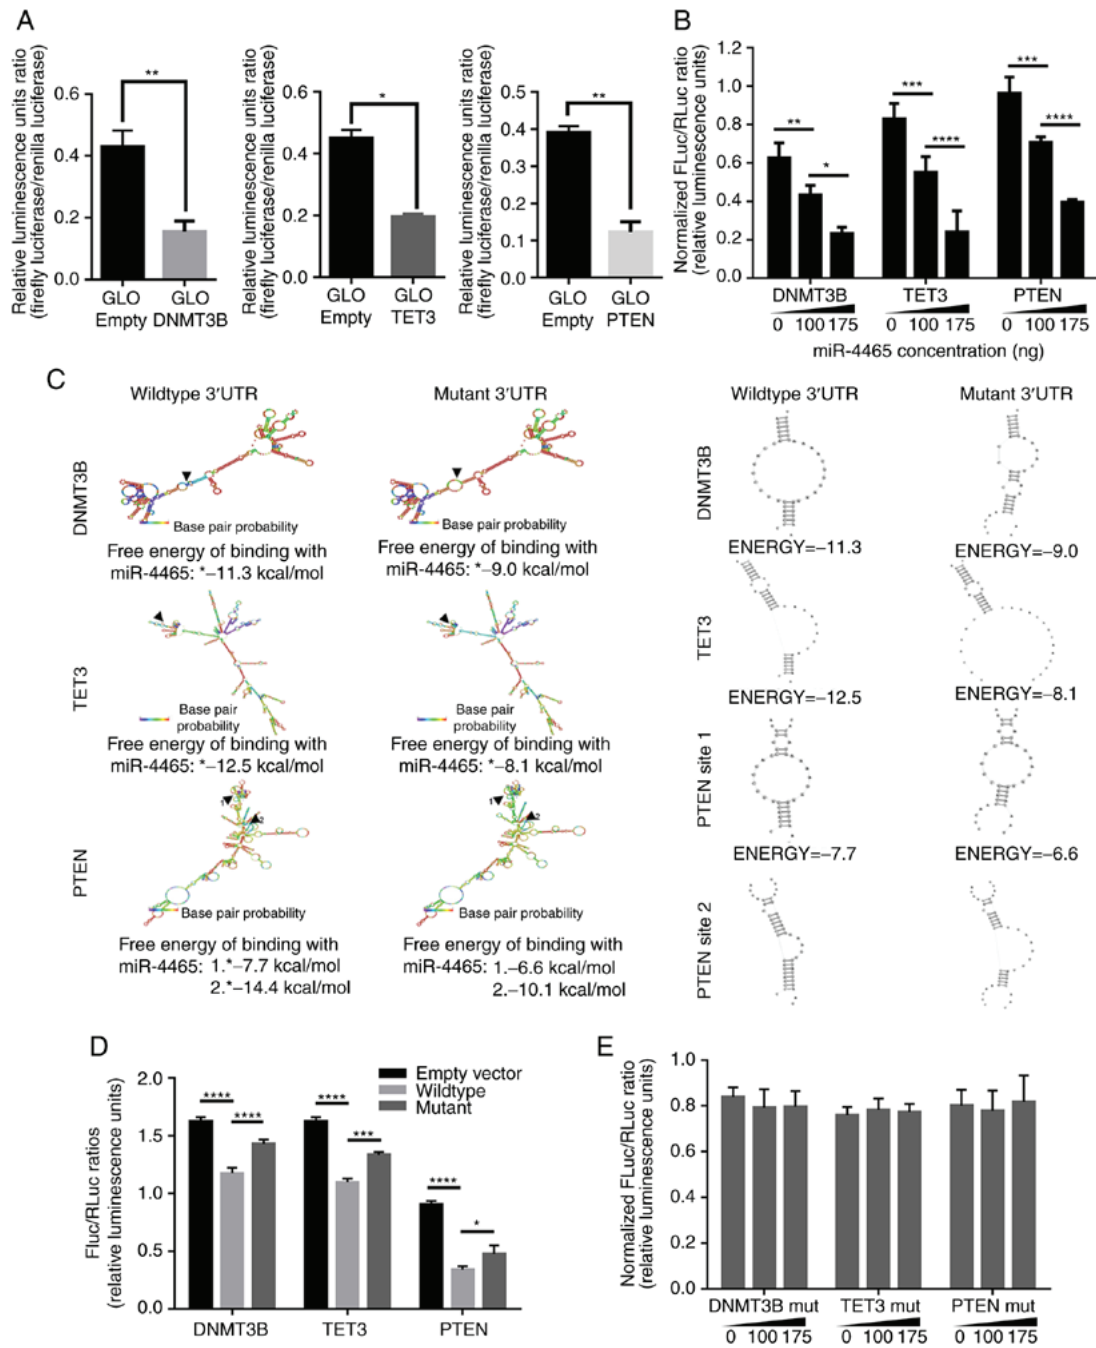 A
Relative luminescence units ratio
(firefly luciferase/renilla luciferase)
0.6
0.4
0.2
0.0
**
GLO GLO
Empty DNMT3B
Relative luminescence units ratio
(firefly luciferase/renilla luciferase)
0.6
0.4
0.2
0.0
*
GLO GLO
Empty TET3
Relative luminescence units ratio
(firefly luciferase/renilla luciferase)
0.5
0.4
0.3
0.2
0.1
0.0
**
GLO GLO
Empty PTEN
B
Normalized FLuc/RLuc ratio
(relative luminescence units)
1.2
1.0
0.8
0.6
0.4
0.2
0.0
** * *** **** *** ****
DNMT3B TET3 PTEN
0 100 175 0 100 175 0 100 175
miR-4465 concentration (ng)
C
Wildtype 3'UTR Mutant 3'UTR
DNMT3B
Base pair probability Base pair probability
Free energy of binding with
miR-4465: *–11.3 kcal/mol
Free energy of binding with
miR-4465: *–9.0 kcal/mol
TET3
Base pair
probability
Base pair
probability
Free energy of binding with
miR-4465: *–12.5 kcal/mol
Free energy of binding with
miR-4465: *–8.1 kcal/mol
PTEN
1 2 1 2
Base pair probability Base pair probability
Free energy of binding with
miR-4465: 1.*–7.7 kcal/mol
2.*–14.4 kcal/mol
Free energy of binding with
miR-4465: 1.–6.6 kcal/mol
2.–10.1 kcal/mol
Wildtype 3'UTR Mutant 3'UTR
DNMT3B
ENERGY=–11.3 ENERGY=–9.0
TET3
ENERGY=–12.5 ENERGY=–8.1
PTEN site 1
ENERGY=–7.7 ENERGY=–6.6
PTEN site 2
D
Fluc/RLuc ratios
(relative luminescence units)
2.0
1.5
1.0
0.5
0.0
Empty vector
Wildtype
Mutant
**** **** **** *** **** *
DNMT3B TET3 PTEN
E
Normalized FLuc/RLuc ratio
(relative luminescence units)
1.0
0.8
0.6
0.4
0.2
0.0
DNMT3B mut TET3 mut PTEN mut
0 100 175 0 100 175 0 100 175